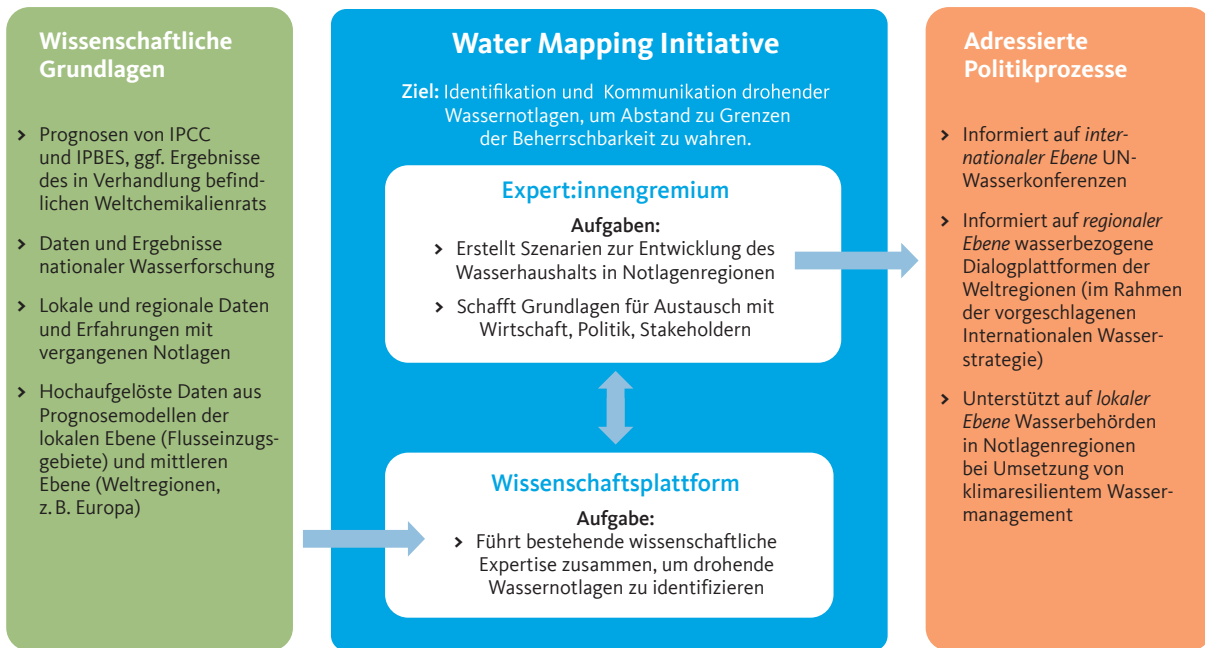 Wissenschaftliche
Grundlagen
> Prognosen von IPCC
und IPBES, ggf. Ergebnisse
des in Verhandlung befind-
lichen Weltchemikalienrats
> Daten und Ergebnisse
nationaler Wasserforschung
> Lokale und regionale Daten
und Erfahrungen mit
vergangenen Notlagen
> Hochaufgelöste Daten aus
Prognosemodellen der
lokalen Ebene (Flusseinzugs-
gebiete) und mittleren
Ebene (Weltregionen,
z. B. Europa)
Water Mapping Initiative
Ziel: Identifikation und Kommunikation drohender
Wassernotlagen, um Abstand zu Grenzen
der Beherrschbarkeit zu wahren.
Expert:innengremium
Aufgaben:
> Erstellt Szenarien zur Entwicklung des
Wasserhaushalts in Notlagenregionen
> Schafft Grundlagen für Austausch mit
Wirtschaft, Politik, Stakeholdern
Wissenschaftsplattform
Aufgabe:
> Führt bestehende wissenschaftliche
Expertise zusammen, um drohende
Wassernotlagen zu identifizieren
Adressierte
Politikprozesse
> Informiert auf inter-
nationaler Ebene UN-
Wasserkonferenzen
> Informiert auf regionaler
Ebene wasserbezogene
Dialogplattformen der
Weltregionen (im Rahmen
der vorgeschlagenen
Internationalen Wasser-
strategie)
> Unterstützt auf lokaler
Ebene Wasserbehörden
in Notlagenregionen
bei Umsetzung von
klimaresilientem Wasser-
management